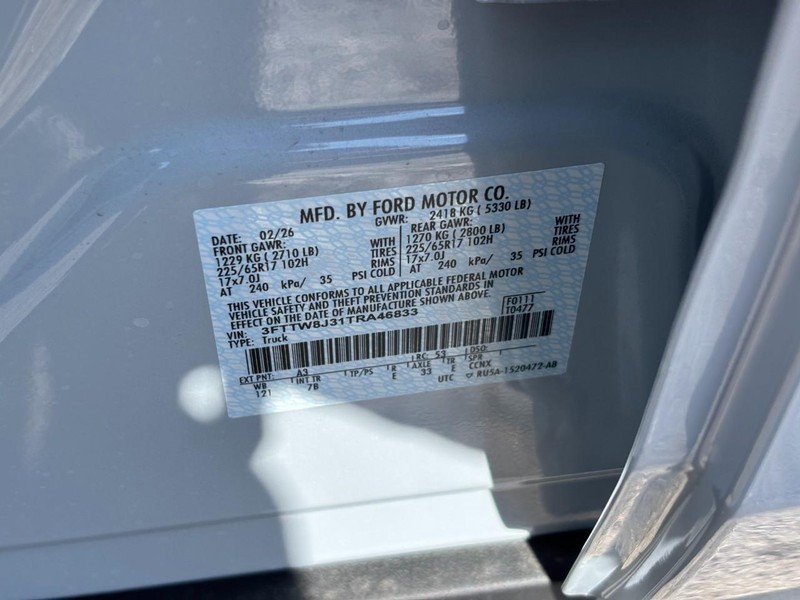 MFD. BY FORD MOTOR CO.
DATE: 02/26 GVWR: 2418 KG ( 5330 LB)
FRONT GAWR: REAR GAWR:
1229 KG ( 2710 LB) WITH 1270 KG ( 2800 LB) WITH
225/65R17 102H TIRES 225/65R17 102H TIRES
17x7.0J RIMS 17x7.0J RIMS
AT 240 kPa/ 35 PSI COLD AT 240 kPa/ 35 PSI COLD
THIS VEHICLE CONFORMS TO ALL APPLICABLE FEDERAL MOTOR
VEHICLE SAFETY AND THEFT PREVENTION STANDARDS IN
EFFECT ON THE DATE OF MANUFACTURE SHOWN ABOVE.
VIN: 3FTTW8J31TRA46833 F0111
TYPE: Truck T0477
EXT PNT: A3 RC: 53 DSO:
WB INT TR TP/PS R AXLE TR SPR
121 7B E 33 E CCNX
UTC RU5A-1520472-AB